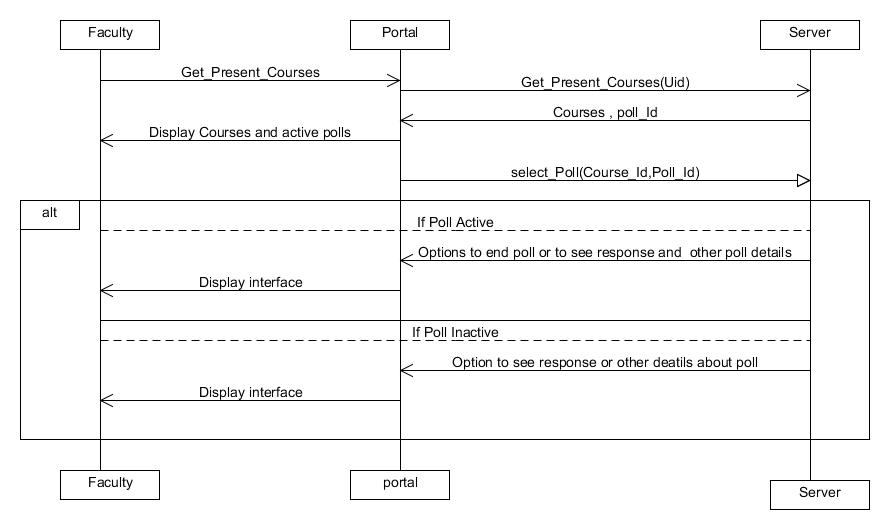 Faculty
Portal
Server
Get_Present_Courses
Get_Present_Courses(Uid)
Courses , poll_Id
Display Courses and active polls
select_Poll(Course_Id,Poll_Id)
alt
If Poll Active
Options to end poll or to see response and other poll details
Display interface
If Poll Inactive
Option to see response or other deatils about poll
Display interface
Faculty
portal
Server